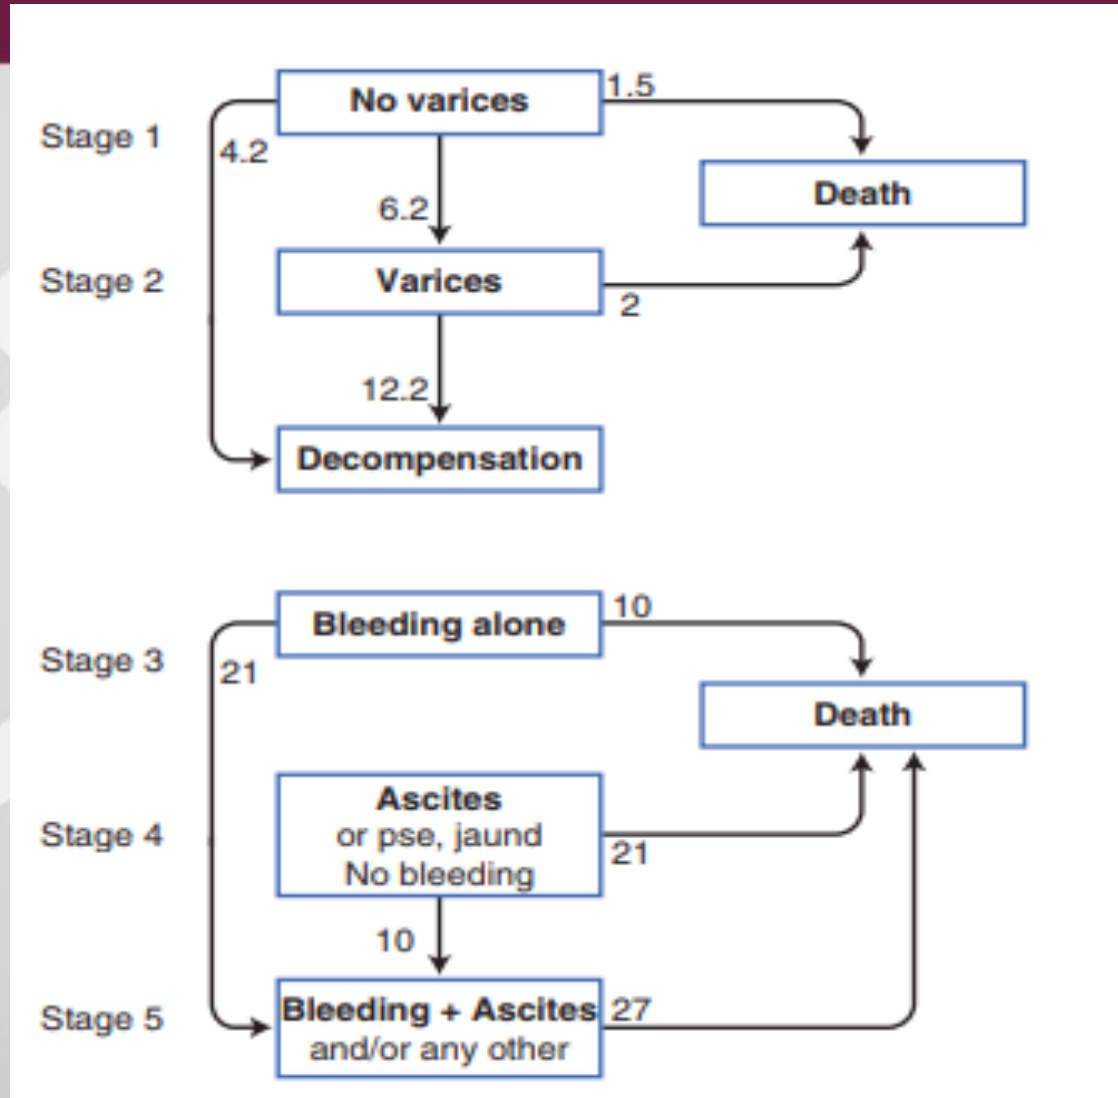 No varices
1.5
Stage 1
4.2
Death
6.2
Stage 2
Varices
2
12.2
Decompensation
Bleeding alone
10
Stage 3
21
Death
Stage 4
Ascites
or pse, jaund
No bleeding
21
10
Stage 5
Bleeding + Ascites
and/or any other
27